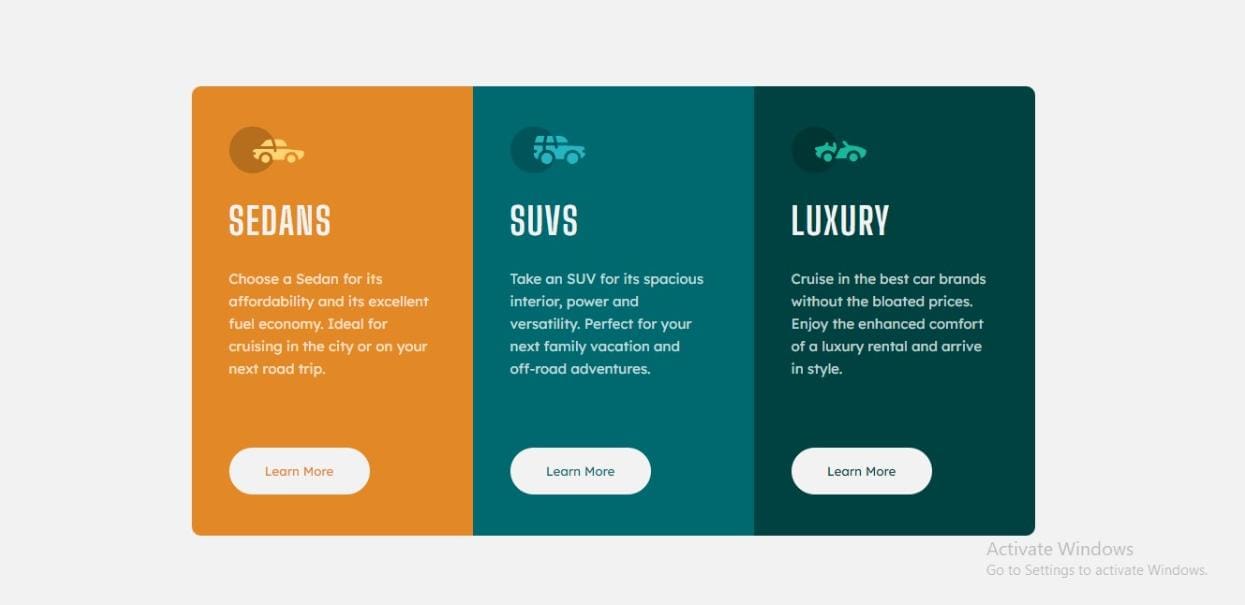 SEDANS
Choose a Sedan for its
affordability and its excellent
fuel economy. Ideal for
cruising in the city or on your
next road trip.
Learn More
SUVS
Take an SUV for its spacious
interior, power and
versatility. Perfect for your
next family vacation and
off-road adventures.
Learn More
LUXURY
Cruise in the best car brands
without the bloated prices.
Enjoy the enhanced comfort
of a luxury rental and arrive
in style.
Learn More
Activate Windows
Go to Settings to activate Windows.